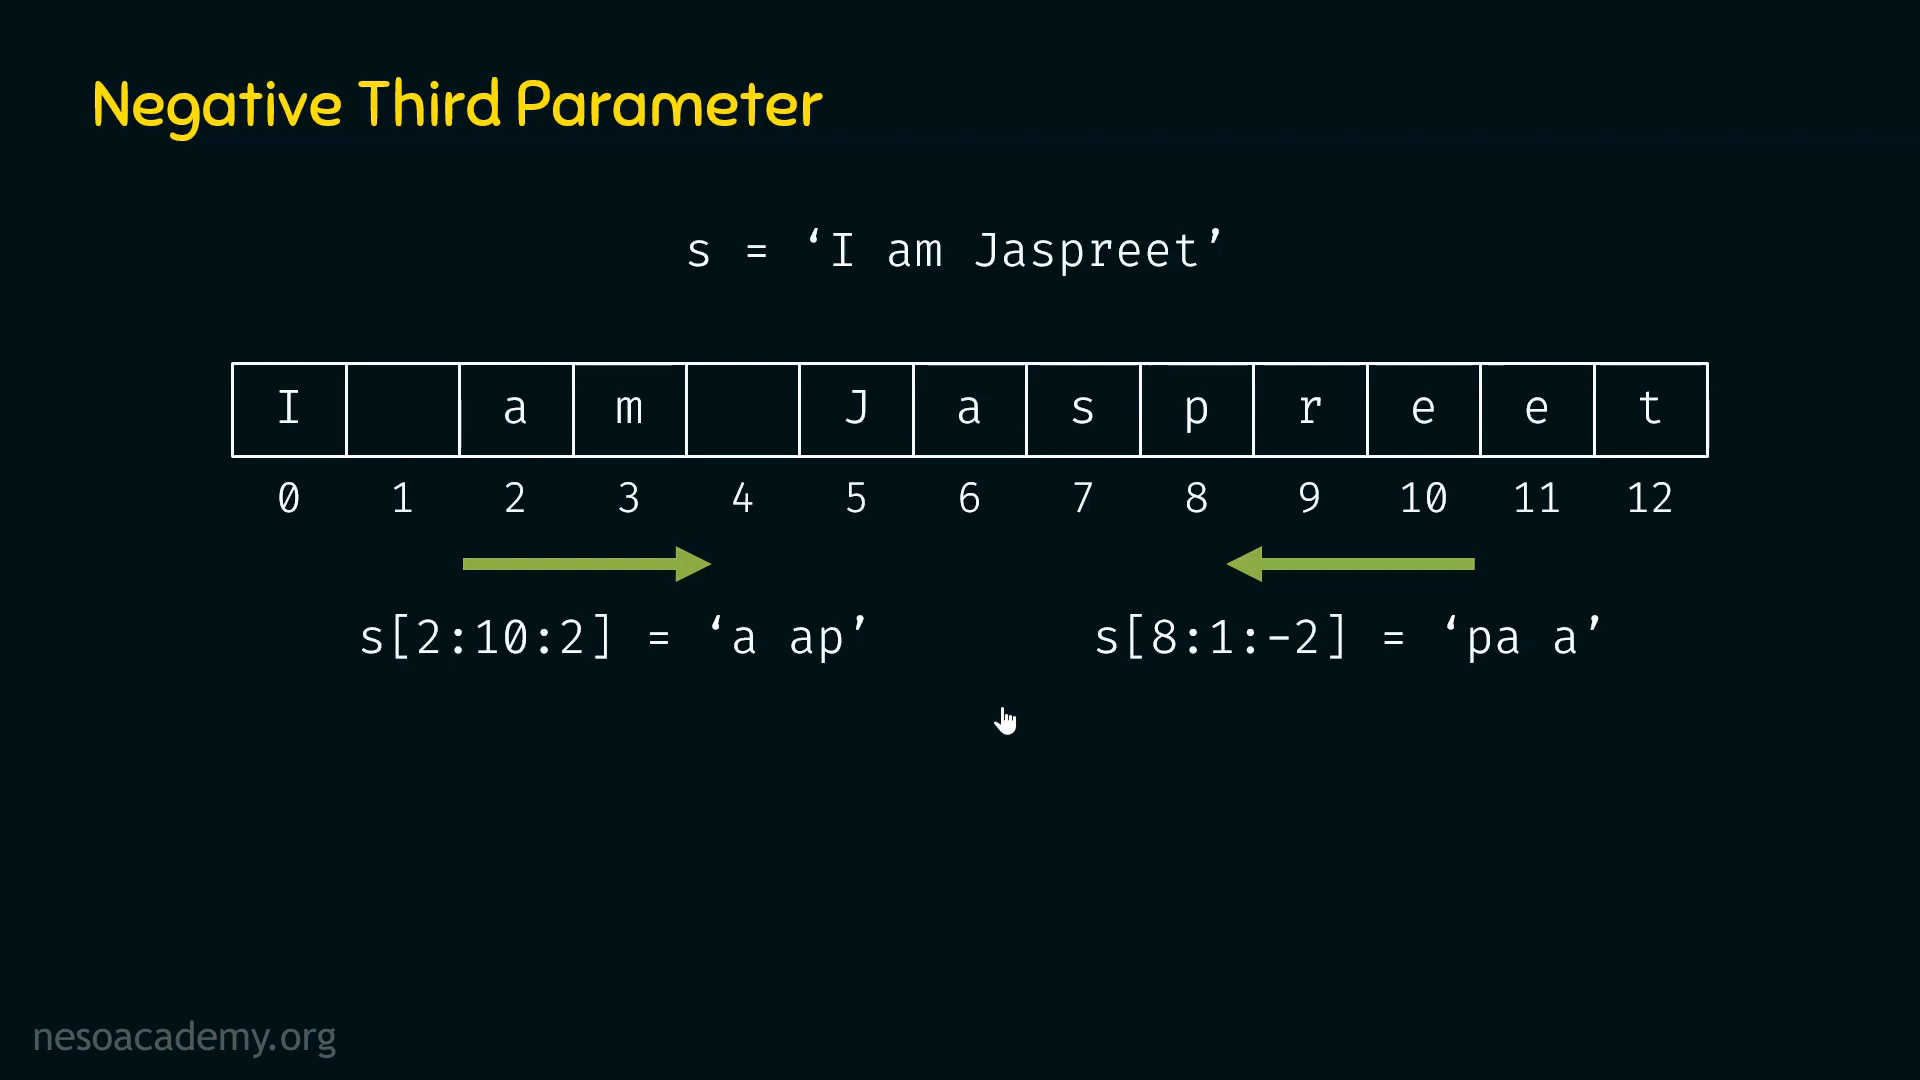 Negative Third Parameter
s = ‘I am Jaspreet’
I a m J a s p r e e t
0 1 2 3 4 5 6 7 8 9 10 11 12
s[2:10:2] = ‘a ap’ s[8:1:-2] = ‘pa a’
nesoacademy.org